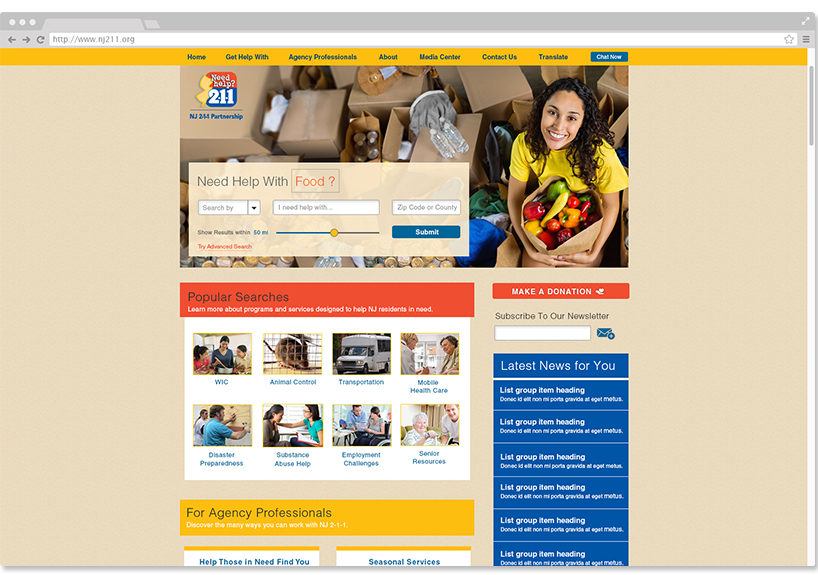 http://www.nj211.org
Home Get Help With Agency Professionals About Media Center Contact Us Translate Chat Now
Need help?
211
NJ 2-1-1 Partnership
Need Help With Food ?
Search by I need help with... Zip Code or County
Show Results within 50 mi Submit
Try Advanced Search
Popular Searches
Learn more about programs and services designed to help NJ residents in need.
WIC Animal Control Transportation Mobile
Health Care
Disaster
Preparedness
Substance
Abuse Help
Employment
Challenges
Senior
Resources
For Agency Professionals
Discover the many ways you can work with NJ 2-1-1.
Help Those in Need Find You Seasonal Services
MAKE A DONATION
Subscribe To Our Newsletter
Latest News for You
List group item heading
Donec id elit non mi porta gravida at eget metus.
List group item heading
Donec id elit non mi porta gravida at eget metus.
List group item heading
Donec id elit non mi porta gravida at eget metus.
List group item heading
Donec id elit non mi porta gravida at eget metus.
List group item heading
Donec id elit non mi porta gravida at eget metus.
List group item heading
Donec id elit non mi porta gravida at eget metus.